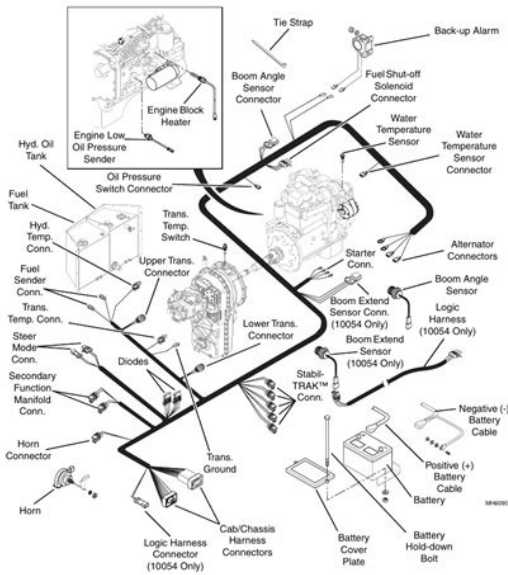 Tie Strap
Back-up Alarm
Boom Angle
Sensor
Connector
Fuel Shut-off
Solenoid
Connector
Engine Block
Heater
Engine Low
Oil Pressure
Sender
Water
Temperature
Sensor
Water
Temperature
Sensor
Connector
Hyd. Oil
Tank
Oil Pressure
Switch Connector
Fuel
Tank
Hyd.
Temp.
Conn.
Trans.
Temp.
Switch
Upper Trans.
Connector
Fuel
Sender
Conn.
Alternator
Connectors
Starter
Conn.
Boom Angle
Sensor
Trans.
Temp. Conn.
Boom Extend
Sensor Conn.
(10054 Only)
Logic
Harness
(10054 Only)
Lower Trans.
Connector
Boom Extend
Sensor
(10054 Only)
Steer
Mode
Conn.
Diodes
Stabil-
TRAK™
Conn.
Secondary
Function
Manifold
Conn.
Negative (-)
Battery
Cable
Horn
Connector
Trans.
Ground
Positive (+)
Battery
Cable
Battery
MH6090
Horn
Cab/Chassis
Harness
Connectors
Logic Harness
Connector
(10054 Only)
Battery
Cover
Plate
Battery
Hold-down
Bolt